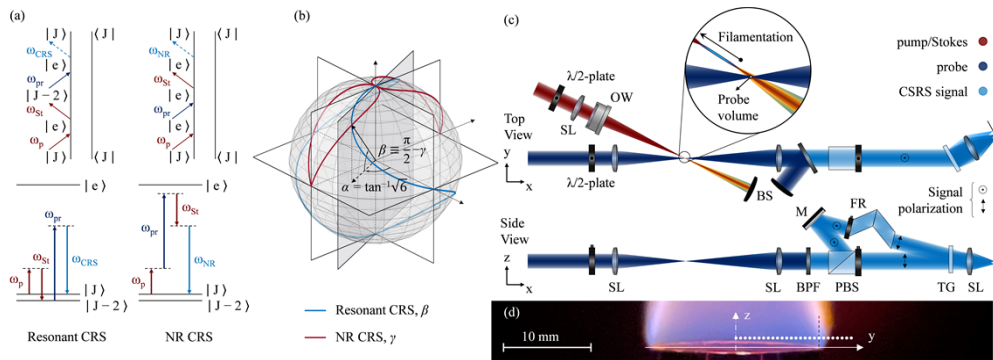 (a)
| J ⟩ ⟨ J |
ω_CRS
| e ⟩
ω_pr
| J−2 ⟩
ω_St
| e ⟩
ω_p
| J ⟩ ⟨ J |
| J ⟩ ⟨ J |
ω_NR
| e ⟩
ω_St
| e ⟩
ω_pr
| e ⟩
ω_p
| J ⟩ ⟨ J |
| e ⟩
ω_pr
ω_St
ω_p
ω_CRS
ω_St
ω_pr
ω_p
ω_NR
| J ⟩
| J − 2 ⟩
| J ⟩
| J − 2 ⟩
| e ⟩
Resonant CRS
NR CRS
(b)
β ≡ π/2 -γ
α = tan⁻¹√6
Resonant CRS, β
NR CRS, γ
(c)
Filamentation
Probe
volume
pump/Stokes
probe
CSRS signal
λ/2-plate
OW
SL
Top
View
y
x
λ/2-plate
BS
Signal
polarization
Side
View
z
x
M
FR
SL
SL
BPF
PBS
TG
SL
(d)
10 mm
z
y